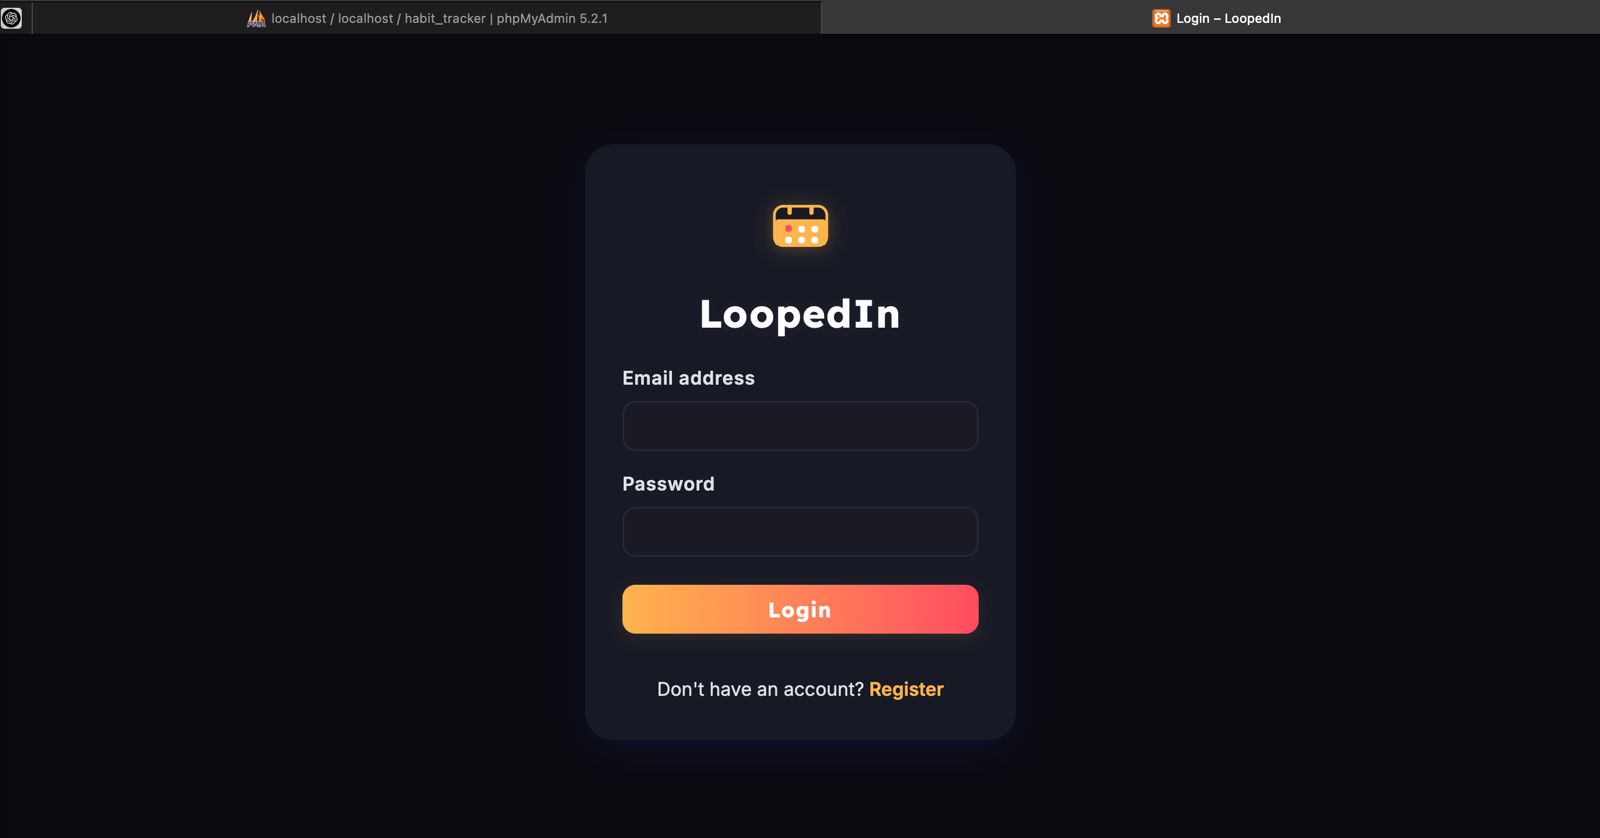 localhost / localhost / habit_tracker | phpMyAdmin 5.2.1
Login – LoopedIn
LoopedIn
Email address
Password
Login
Don't have an account? Register